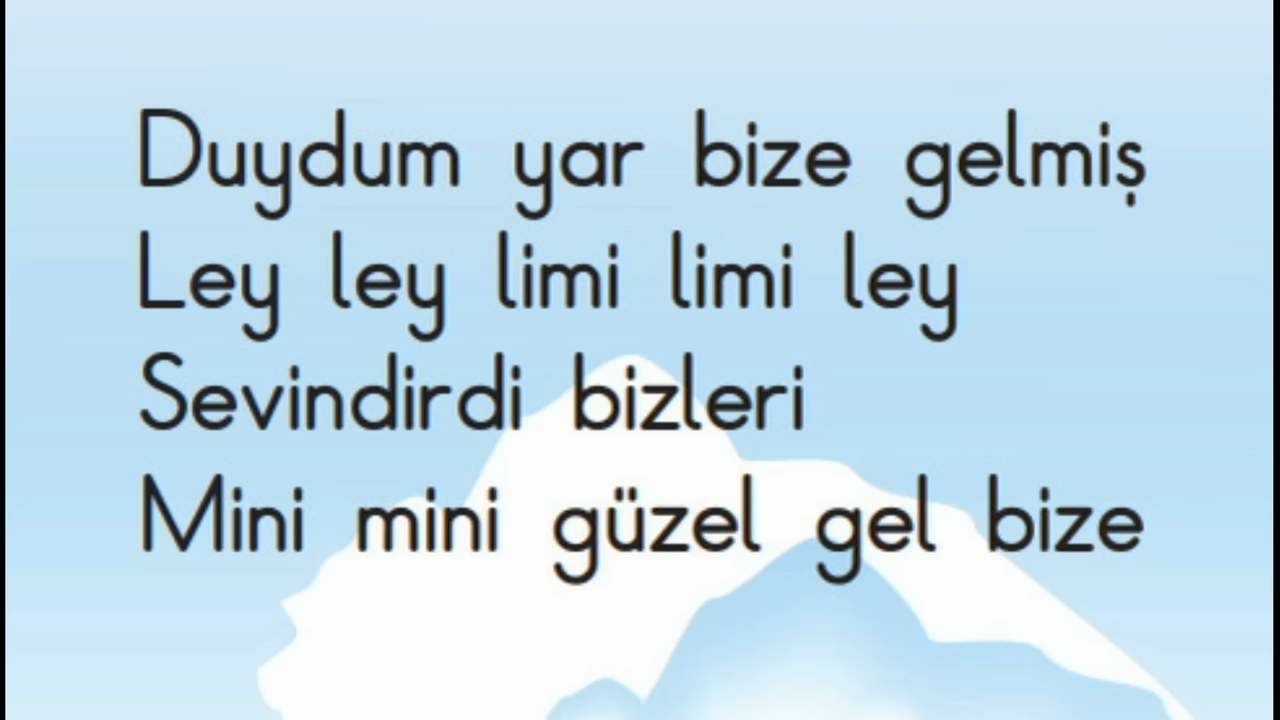 Duydum yar bize gelmiş
Ley ley limi limi ley
Sevindirdi bizleri
Mini mini güzel gel bize